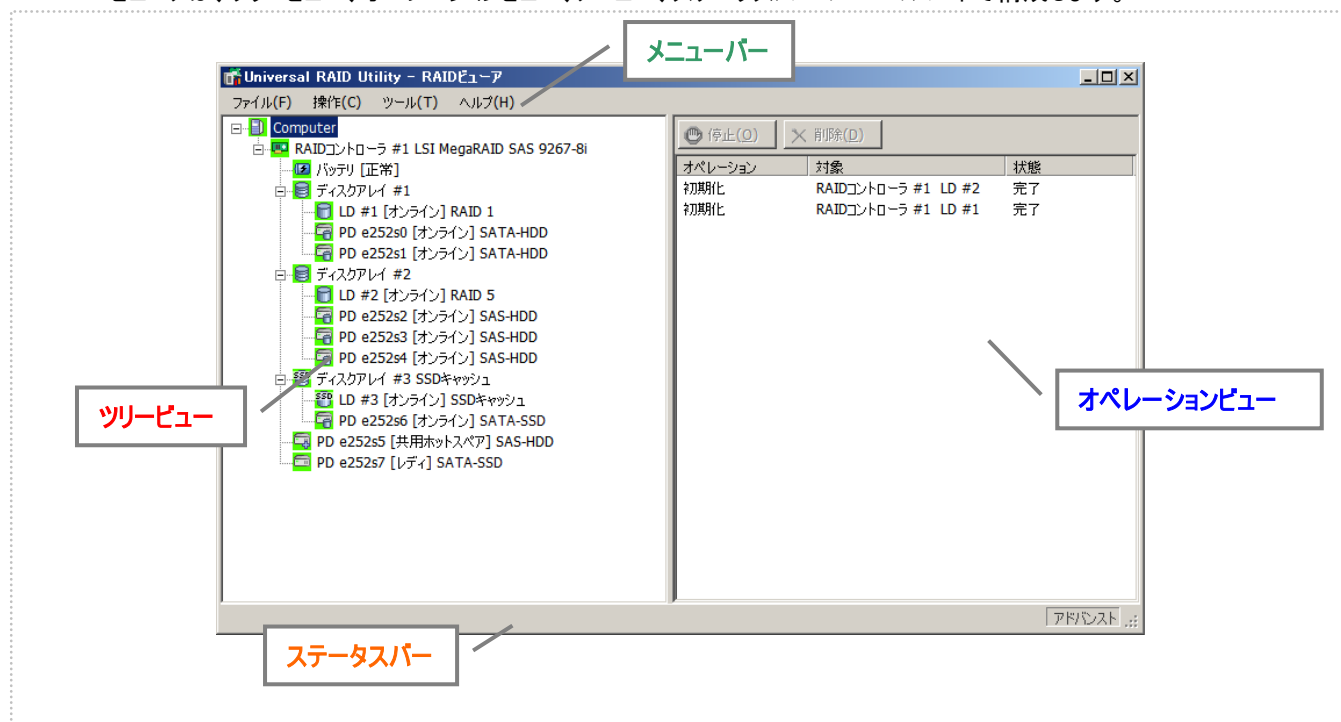 メニューバー
Universal RAID Utility - RAIDビューア
ファイル(F) 操作(C) ツール(T) ヘルプ(H)
Computer
RAIDコントローラ #1 LSI MegaRAID SAS 9267-8i
バッテリ [正常]
ディスクアレイ #1
LD #1 [オンライン] RAID 1
PD e252s0 [オンライン] SATA-HDD
PD e252s1 [オンライン] SATA-HDD
ディスクアレイ #2
LD #2 [オンライン] RAID 5
PD e252s2 [オンライン] SAS-HDD
PD e252s3 [オンライン] SAS-HDD
PD e252s4 [オンライン] SAS-HDD
ディスクアレイ #3 SSDキャッシュ
LD #3 [オンライン] SSDキャッシュ
PD e252s6 [オンライン] SATA-SSD
PD e252s5 [共用ホットスペア] SAS-HDD
PD e252s7 [レディ] SATA-SSD
停止(O) 削除(D)
オペレーション 対象 状態
初期化 RAIDコントローラ #1 LD #2 完了
初期化 RAIDコントローラ #1 LD #1 完了
ツリービュー
オペレーションビュー
アドバンスト
ステータスバー